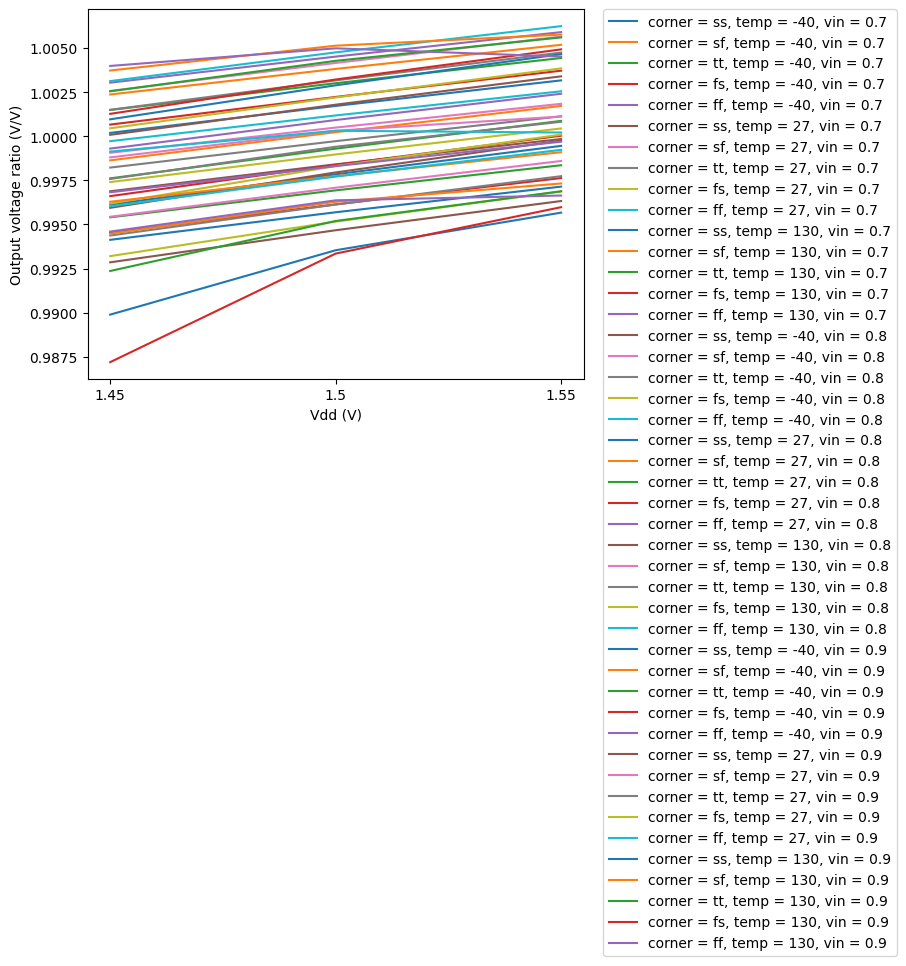 1.0050
1.0025
1.0000
0.9975
0.9950
0.9925
0.9900
0.9875
Output voltage ratio (V/V)
1.45
1.5
1.55
Vdd (V)
corner = ss, temp = -40, vin = 0.7
corner = sf, temp = -40, vin = 0.7
corner = tt, temp = -40, vin = 0.7
corner = fs, temp = -40, vin = 0.7
corner = ff, temp = -40, vin = 0.7
corner = ss, temp = 27, vin = 0.7
corner = sf, temp = 27, vin = 0.7
corner = tt, temp = 27, vin = 0.7
corner = fs, temp = 27, vin = 0.7
corner = ff, temp = 27, vin = 0.7
corner = ss, temp = 130, vin = 0.7
corner = sf, temp = 130, vin = 0.7
corner = tt, temp = 130, vin = 0.7
corner = fs, temp = 130, vin = 0.7
corner = ff, temp = 130, vin = 0.7
corner = ss, temp = -40, vin = 0.8
corner = sf, temp = -40, vin = 0.8
corner = tt, temp = -40, vin = 0.8
corner = fs, temp = -40, vin = 0.8
corner = ff, temp = -40, vin = 0.8
corner = ss, temp = 27, vin = 0.8
corner = sf, temp = 27, vin = 0.8
corner = tt, temp = 27, vin = 0.8
corner = fs, temp = 27, vin = 0.8
corner = ff, temp = 27, vin = 0.8
corner = ss, temp = 130, vin = 0.8
corner = sf, temp = 130, vin = 0.8
corner = tt, temp = 130, vin = 0.8
corner = fs, temp = 130, vin = 0.8
corner = ff, temp = 130, vin = 0.8
corner = ss, temp = -40, vin = 0.9
corner = sf, temp = -40, vin = 0.9
corner = tt, temp = -40, vin = 0.9
corner = fs, temp = -40, vin = 0.9
corner = ff, temp = -40, vin = 0.9
corner = ss, temp = 27, vin = 0.9
corner = sf, temp = 27, vin = 0.9
corner = tt, temp = 27, vin = 0.9
corner = fs, temp = 27, vin = 0.9
corner = ff, temp = 27, vin = 0.9
corner = ss, temp = 130, vin = 0.9
corner = sf, temp = 130, vin = 0.9
corner = tt, temp = 130, vin = 0.9
corner = fs, temp = 130, vin = 0.9
corner = ff, temp = 130, vin = 0.9